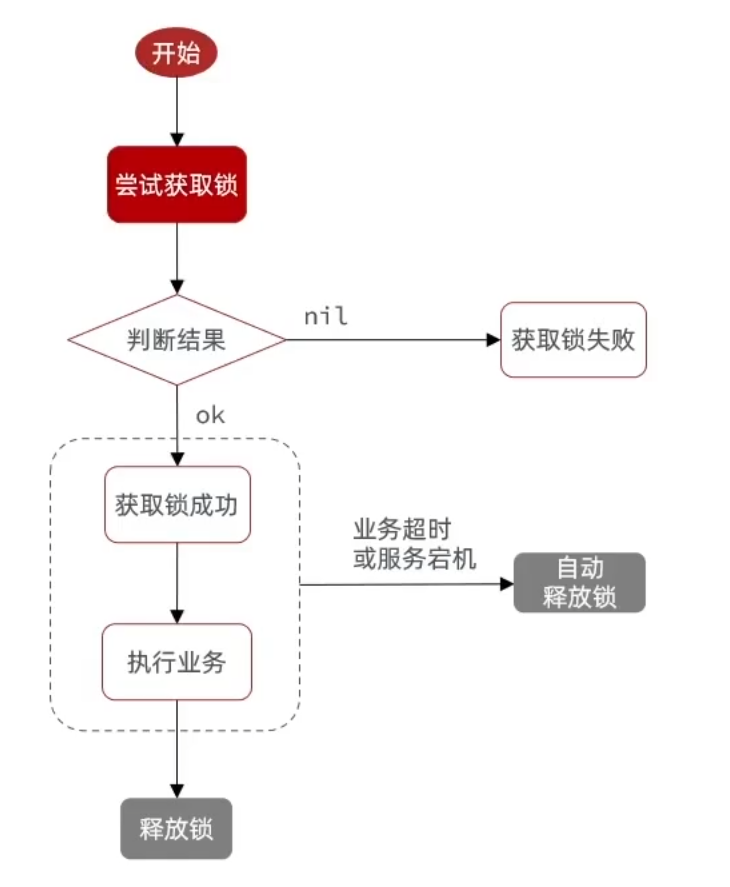 开始
尝试获取锁
判断结果
nil
获取锁失败
ok
获取锁成功
业务超时
或服务宕机
自动
释放锁
执行业务
释放锁